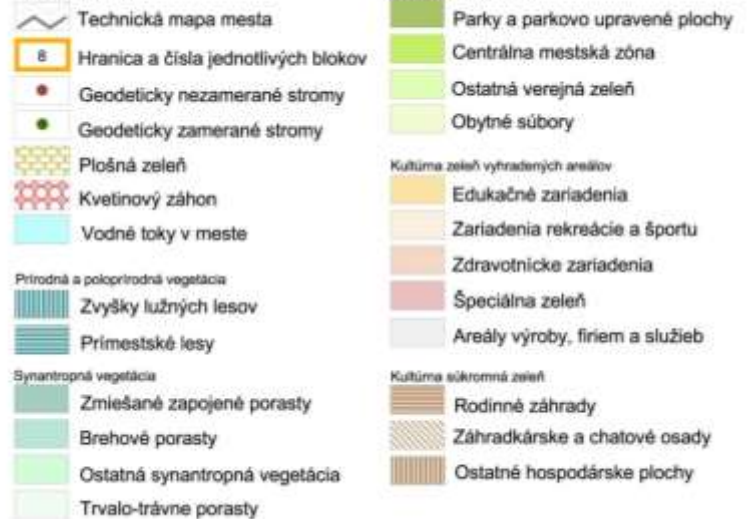 Technická mapa mesta
8 Hranica a čísla jednotlivých blokov
Geodeticky nezamerané stromy
Geodeticky zamerané stromy
Plošná zeleň
Kvetinový záhon
Vodné toky v meste
Prírodná a poloprírodná vegetácia
Zvyšky lužných lesov
Prímestské lesy
Synantropná vegetácia
Zmiešané zapojené porasty
Brehové porasty
Ostatná synantropná vegetácia
Trvalo-trávne porasty
Parky a parkovo upravené plochy
Centrálna mestská zóna
Ostatná verejná zeleň
Obytné súbory
Kultúrna zeleň vyhradených areálov
Edukačné zariadenia
Zariadenia rekreácie a športu
Zdravotnícke zariadenia
Špeciálna zeleň
Areály výroby, firiem a služieb
Kultúrna súkromná zeleň
Rodinné záhrady
Záhradkárske a chatové osady
Ostatné hospodárske plochy